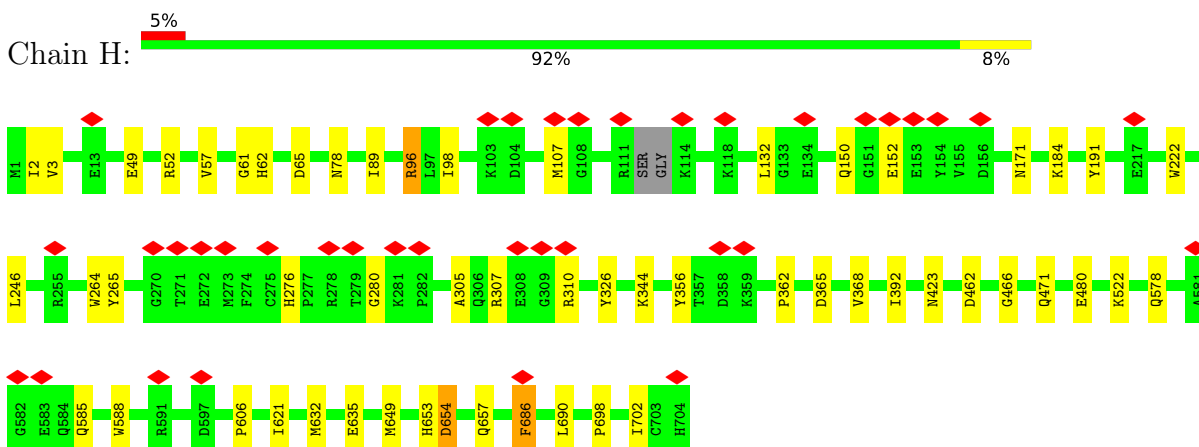 5%
Chain H:
92% 8%
M1 I2 V3 E13 E49 R52 V57 G61 H62 D65 N78 I89 R96 L97 I98 K103 D104 M107 G108 R111 SER GLY K114 K118 L132 G133 E134 Q150 G151 E152 E153 Y154 V155 D156 N171 K184 Y191 E217 W222
L246 R255 W264 Y265 G270 T271 E272 M273 F274 C275 H276 P277 R278 T279 G280 K281 P282 A305 Q306 R307 E308 G309 R310 Y326 K344 Y356 T357 D358 K359 P362 D365 V368 I392 N423 D462 G466 Q471 E480 K522 Q578 A581
G582 E583 Q584 Q585 W588 R591 D597 P606 I621 M632 E635 M649 H653 D654 Q657 F686 L690 P698 I702 C703 H704